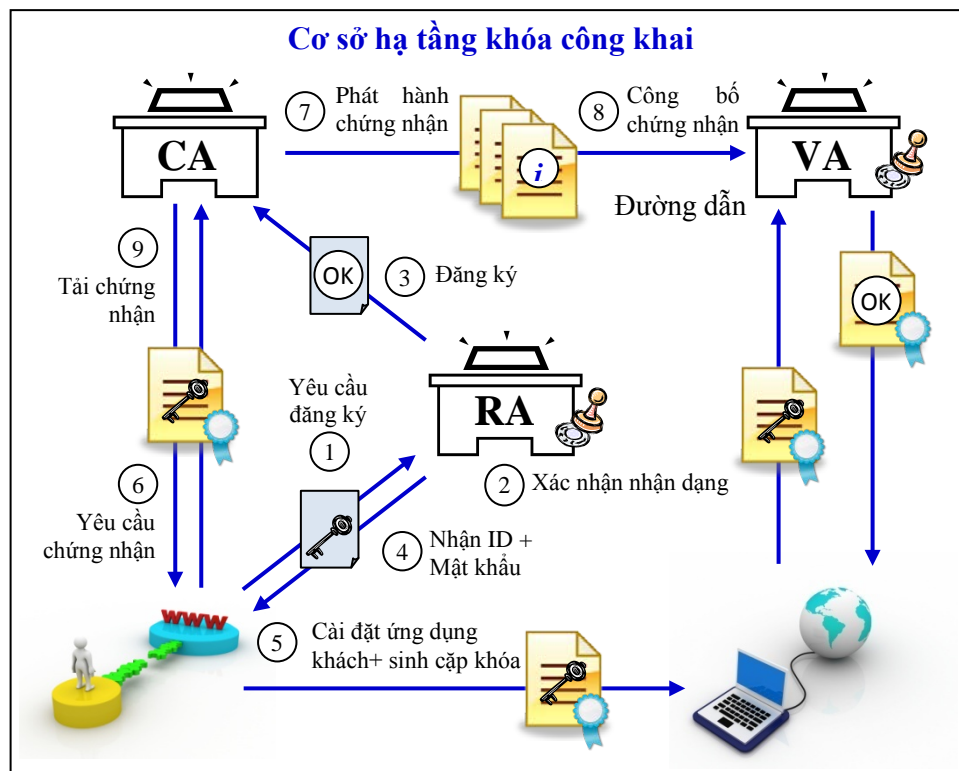 Cơ sở hạ tầng khóa công khai
7
Phát hành
chứng nhận
8
Công bố
chứng nhận
CA
i
VA
Đường dẫn
9
Tải chứng
nhận
OK
3
Đăng ký
OK
Yêu cầu
đăng ký
1
RA
2
Xác nhận nhận dạng
6
Yêu cầu
chứng nhận
4
Nhận ID +
Mật khẩu
WWW
5
Cài đặt ứng dụng
khách+ sinh cặp khóa